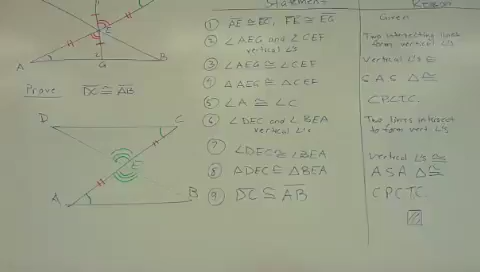 Statement
Reason
① AE ≅ EC, FE ≅ EG
Given
② ∠AEG and ∠CEF
vertical ∠'s
Two intersecting lines
form vertical ∠'s
③ ∠AEG ≅ ∠CEF
Vertical ∠'s ≅
④ △AEG ≅ △CEF
SAS △≅
⑤ ∠A ≅ ∠C
CPCTC.
⑥ ∠DEC and ∠BEA
vertical ∠'s
Two lines intersect
to form vert ∠'s
⑦ ∠DEC ≅ ∠BEA
Vertical ∠'s are
⑧ △DEC ≅ △BEA
ASA △≅
⑨ DC ≅ AB
CPCTC.
E
A
G
B
Prove DC ≅ AB
D
C
E
A
B